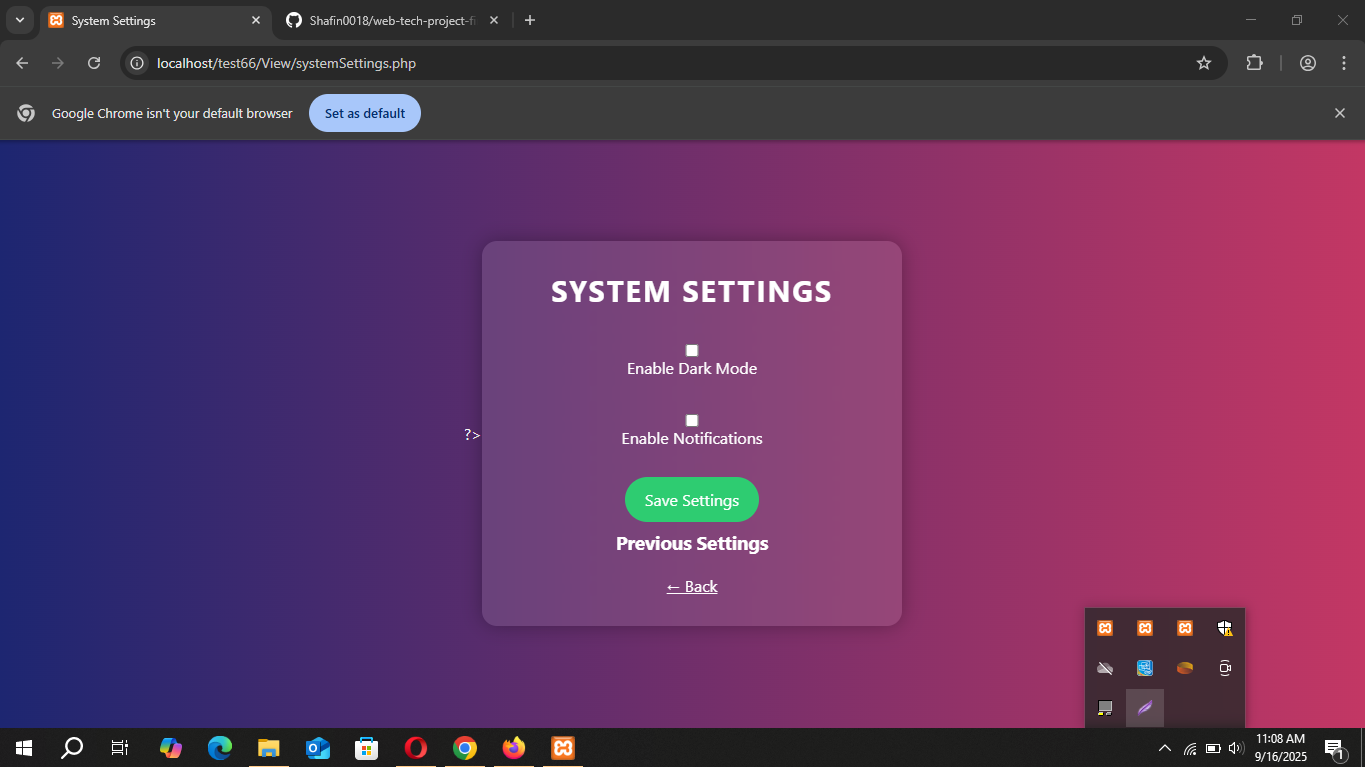 System Settings
Shafin0018/web-tech-project-fi
localhost/test66/View/systemSettings.php
Google Chrome isn't your default browser
Set as default
SYSTEM SETTINGS
Enable Dark Mode
?>
Enable Notifications
Save Settings
Previous Settings
← Back
11:08 AM
9/16/2025
1